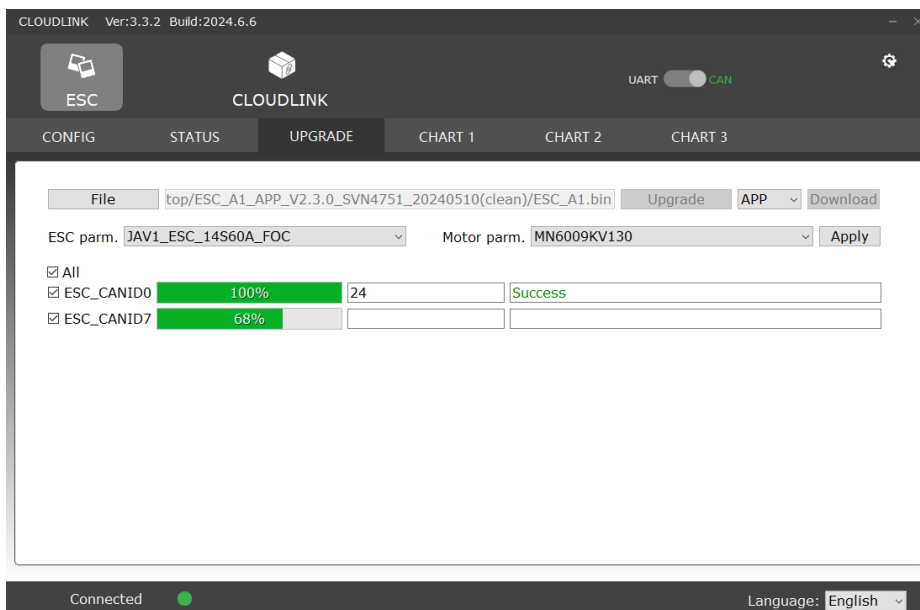 CLOUDLINK Ver:3.3.2 Build:2024.6.6
ESC
CLOUDLINK
UART CAN
CONFIG STATUS UPGRADE CHART 1 CHART 2 CHART 3
File top/ESC_A1_APP_V2.3.0_SVN4751_20240510(clean)/ESC_A1.bin Upgrade APP Download
ESC parm. JAV1_ESC_14S60A_FOC Motor parm. MN6009KV130 Apply
All
ESC_CANID0 100% 24 Success
ESC_CANID7 68%
Connected Language: English